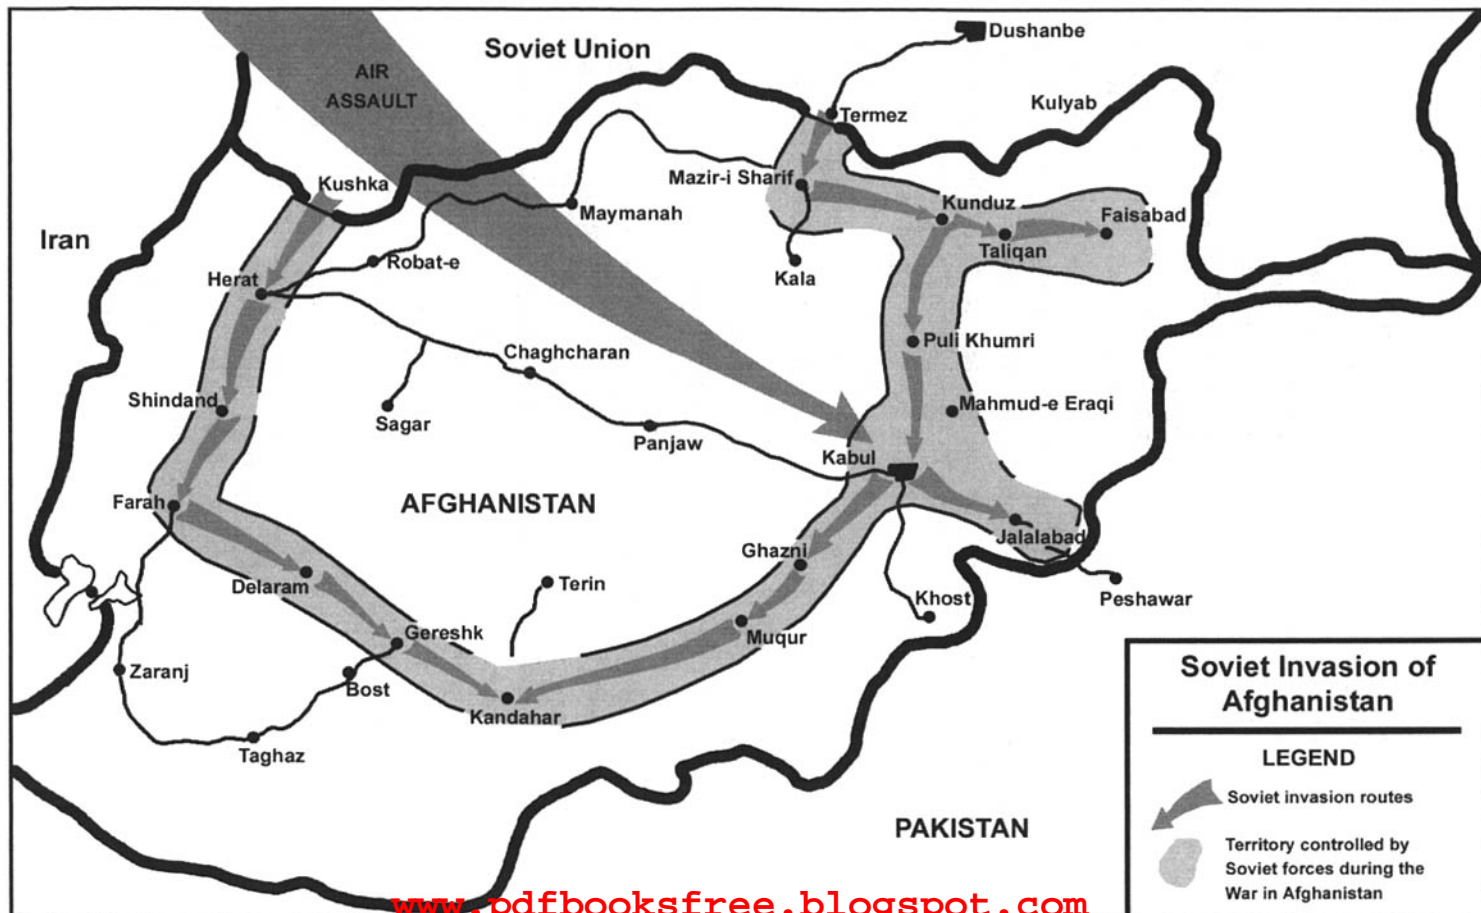 Dushanbe
Soviet Union
AIR
ASSAULT
Kulyab
Termez
Mazir-i Sharif
Kushka
Maymanah
Kunduz
Faisabad
Iran
Taliqan
Robat-e
Herat
Kala
Puli Khumri
Chaghcharan
Shindand
Mahmud-e Eraqi
Sagar
Panjaw
Kabul
Farah
AFGHANISTAN
Jalalabad
Ghazni
Delaram
Terin
Khost
Peshawar
Gereshk
Muqur
Zaranj
Bost
Kandahar
Taghaz
PAKISTAN
Soviet Invasion of
Afghanistan
LEGEND
Soviet invasion routes
Territory controlled by
Soviet forces during the
War in Afghanistan
www.pdfbooksfree.blogspot.com